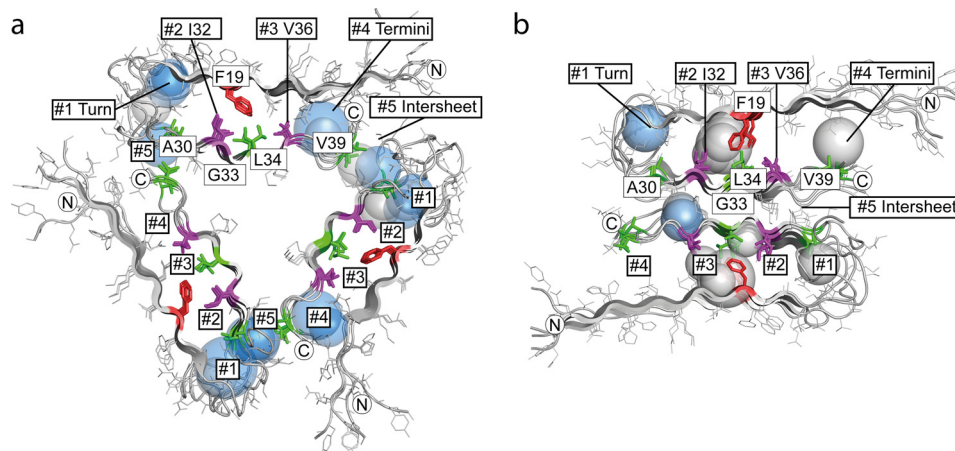 a
#2 I32
#3 V36
#4 Termini
#1 Turn
F19
N
C
#5 Intersheet
#5
A30
L34
V39
G33
C
#1
N
#4
#2
#3
#3
#2
#5
#4
C
#1
N
b
#2 I32
#3 V36
#4 Termini
#1 Turn
F19
N
A30
L34
V39
C
G33
#5 Intersheet
C
#4
#3
#2
#1
N